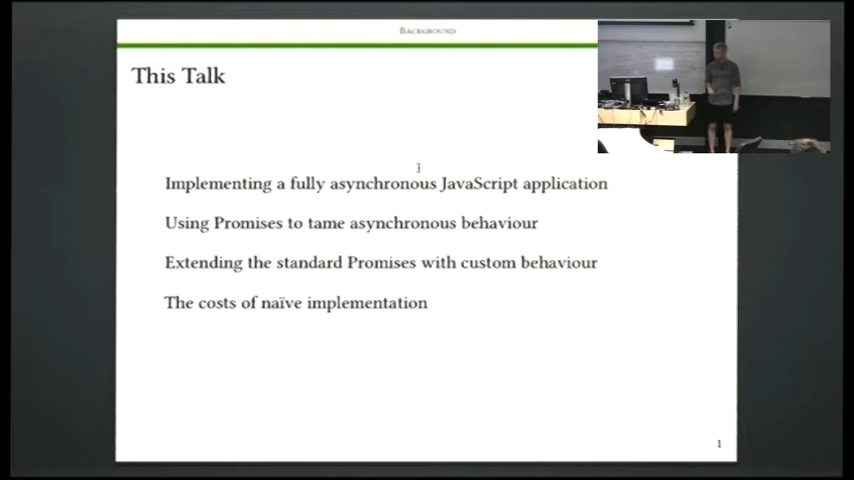 Background
This Talk
Implementing a fully asynchronous JavaScript application
Using Promises to tame asynchronous behaviour
Extending the standard Promises with custom behaviour
The costs of naïve implementation
1